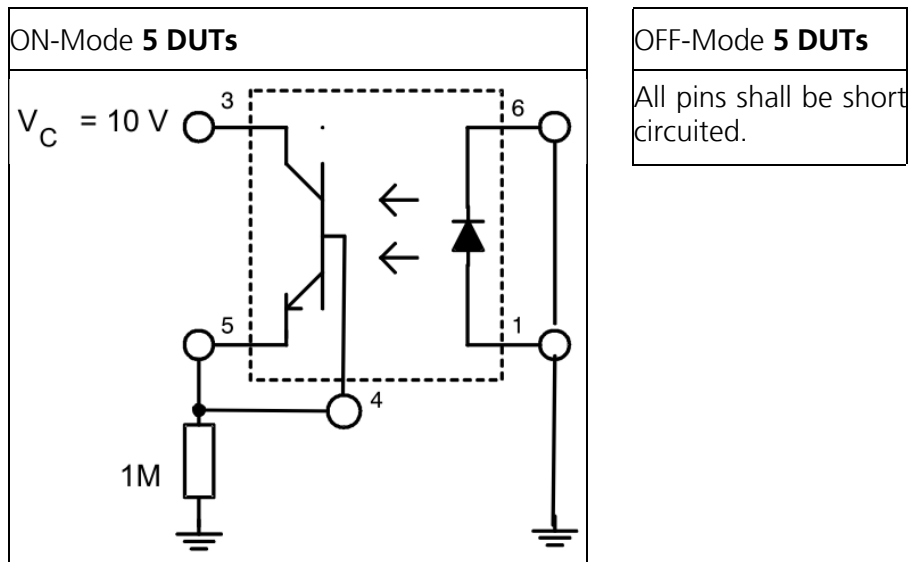 ON-Mode 5 DUTs
V_C = 10 V
3
6
5
1
4
1M
OFF-Mode 5 DUTs
All pins shall be short
circuited.